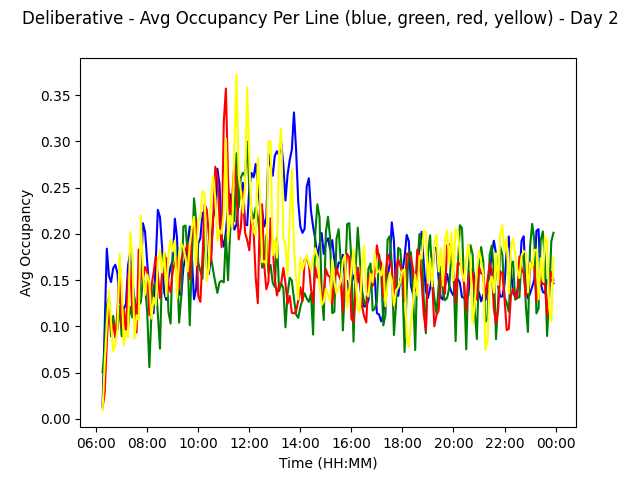 Deliberative - Avg Occupancy Per Line (blue, green, red, yellow) - Day 2
0.35
0.30
0.25
0.20
0.15
0.10
0.05
0.00
Avg Occupancy
06:00 08:00 10:00 12:00 14:00 16:00 18:00 20:00 22:00 00:00
Time (HH:MM)